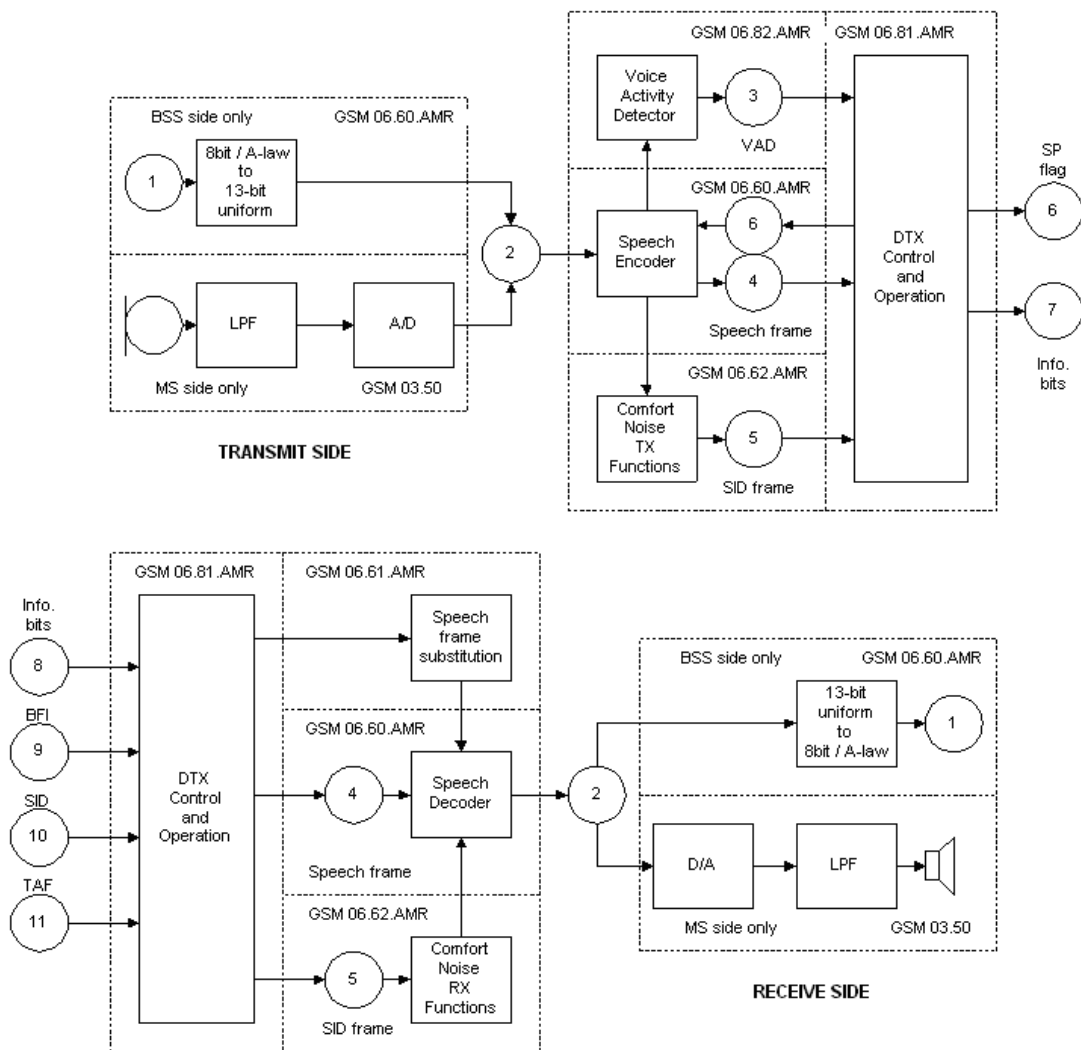 GSM 06.82.AMR
GSM 06.81.AMR
Voice
Activity
Detector
3
VAD
BSS side only
GSM 06.60.AMR
1
8bit / A-law
to
13-bit
uniform
GSM 06.60.AMR
SP
flag
6
2
Speech
Encoder
6
4
DTX
Control
and
Operation
LPF
A/D
7
Speech frame
Info.
bits
MS side only
GSM 03.50
GSM 06.62.AMR
TRANSMIT SIDE
Comfort
Noise
TX
Functions
5
SID frame
GSM 06.81.AMR
GSM 06.61.AMR
Info.
bits
8
Speech
frame
substitution
BSS side only
GSM 06.60.AMR
BFI
9
GSM 06.60.AMR
13-bit
uniform
to
8bit / A-law
1
DTX
Control
and
Operation
4
Speech
Decoder
2
SID
10
Speech frame
D/A
LPF
TAF
11
GSM 06.62.AMR
MS side only
GSM 03.50
5
Comfort
Noise
RX
Functions
SID frame
RECEIVE SIDE